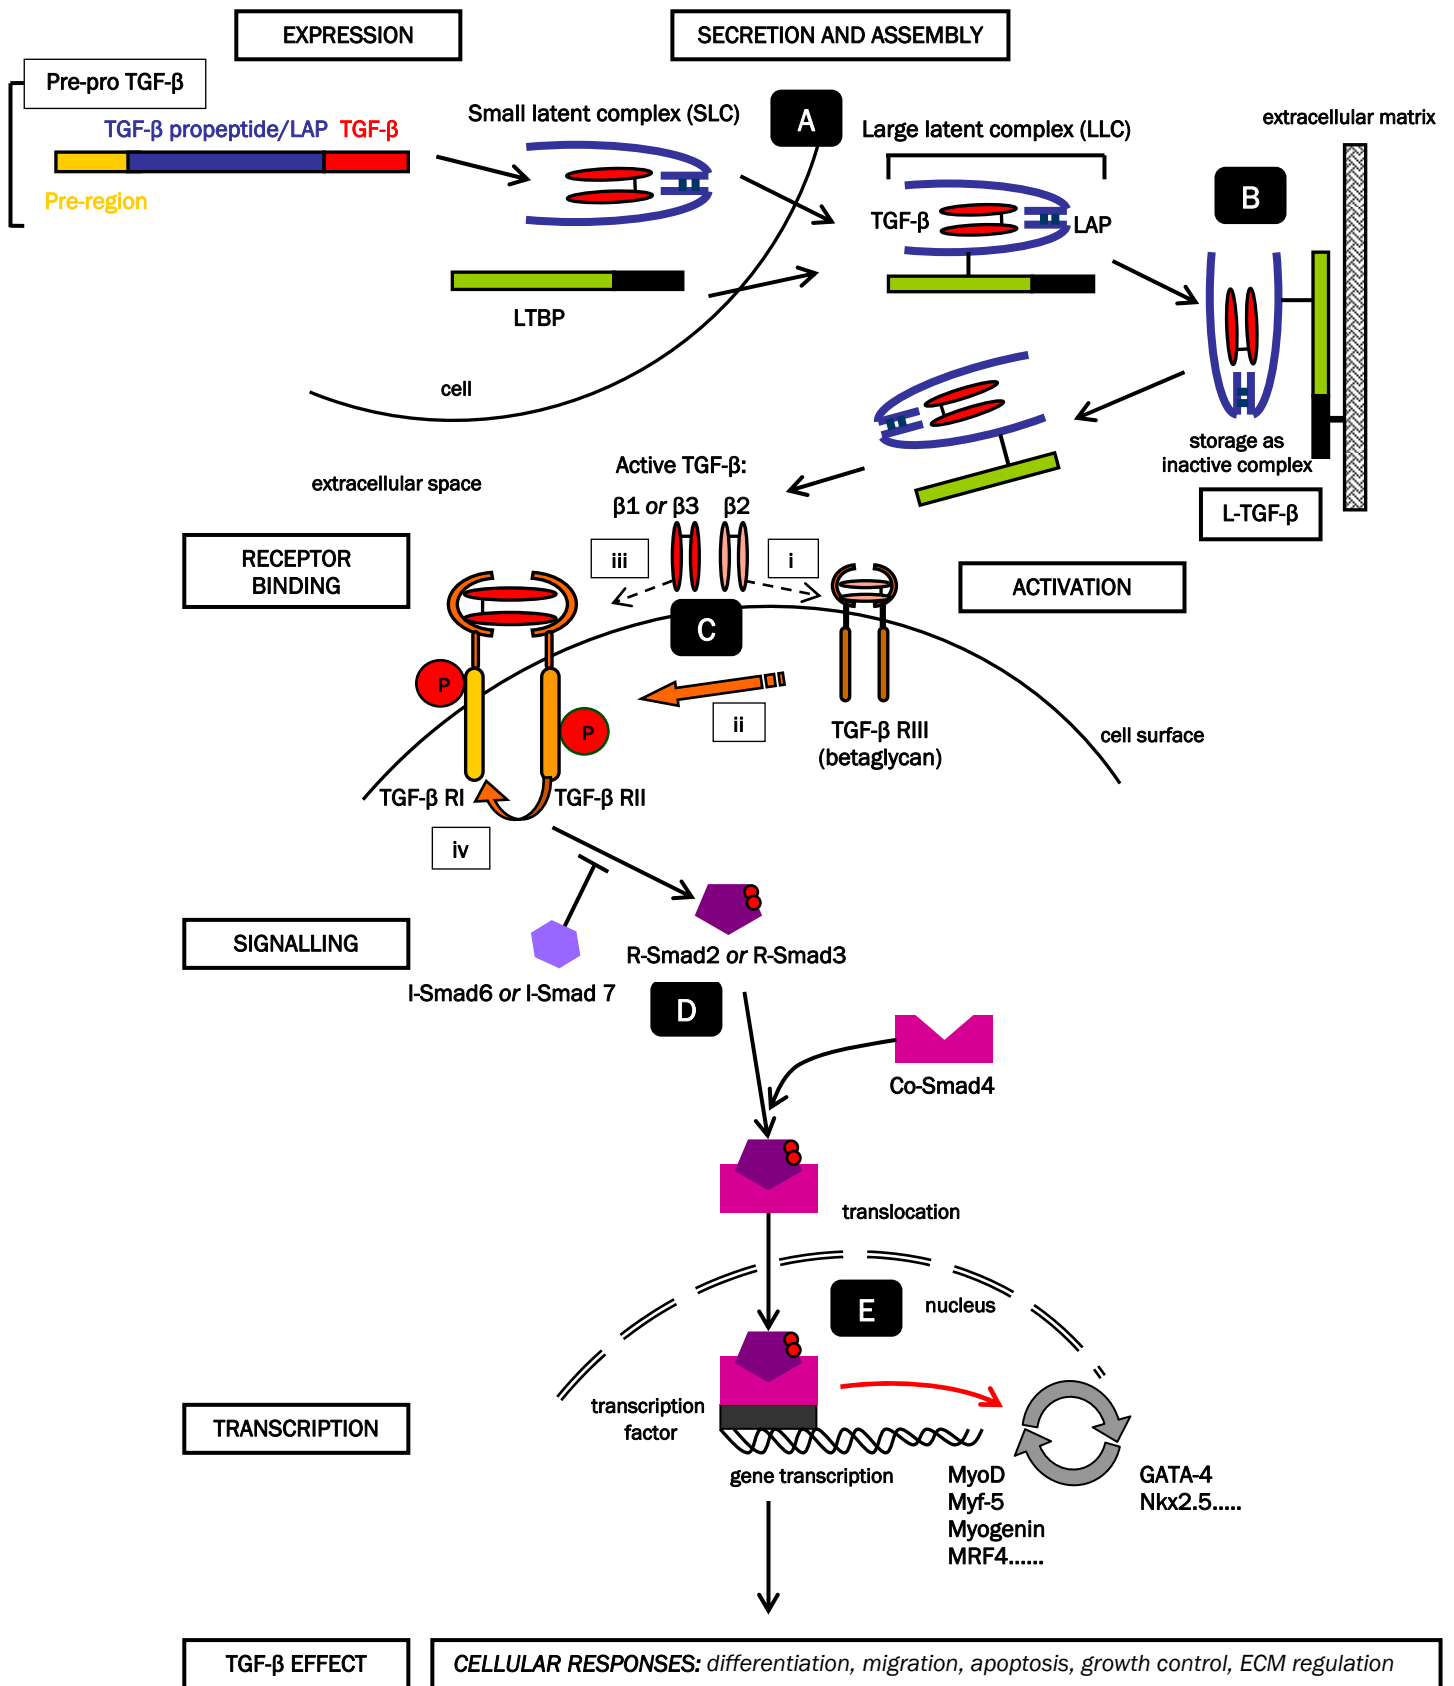 EXPRESSION
SECRETION AND ASSEMBLY
Pre-pro TGF-β
TGF-β propeptide/LAP TGF-β
Pre-region
Small latent complex (SLC)
A
Large latent complex (LLC)
extracellular matrix
B
TGF-β
LAP
LTBP
cell
storage as
inactive complex
L-TGF-β
extracellular space
Active TGF-β:
β1 or β3 β2
iii
i
RECEPTOR
BINDING
ACTIVATION
C
P
P
ii
TGF-β RIII
(betaglycan)
cell surface
TGF-β RI
TGF-β RII
iv
SIGNALLING
R-Smad2 or R-Smad3
I-Smad6 or I-Smad 7
D
Co-Smad4
translocation
E
nucleus
transcription
factor
TRANSCRIPTION
gene transcription
MyoD
Myf-5
Myogenin
MRF4......
GATA-4
Nkx2.5.....
TGF-β EFFECT
CELLULAR RESPONSES: differentiation, migration, apoptosis, growth control, ECM regulation